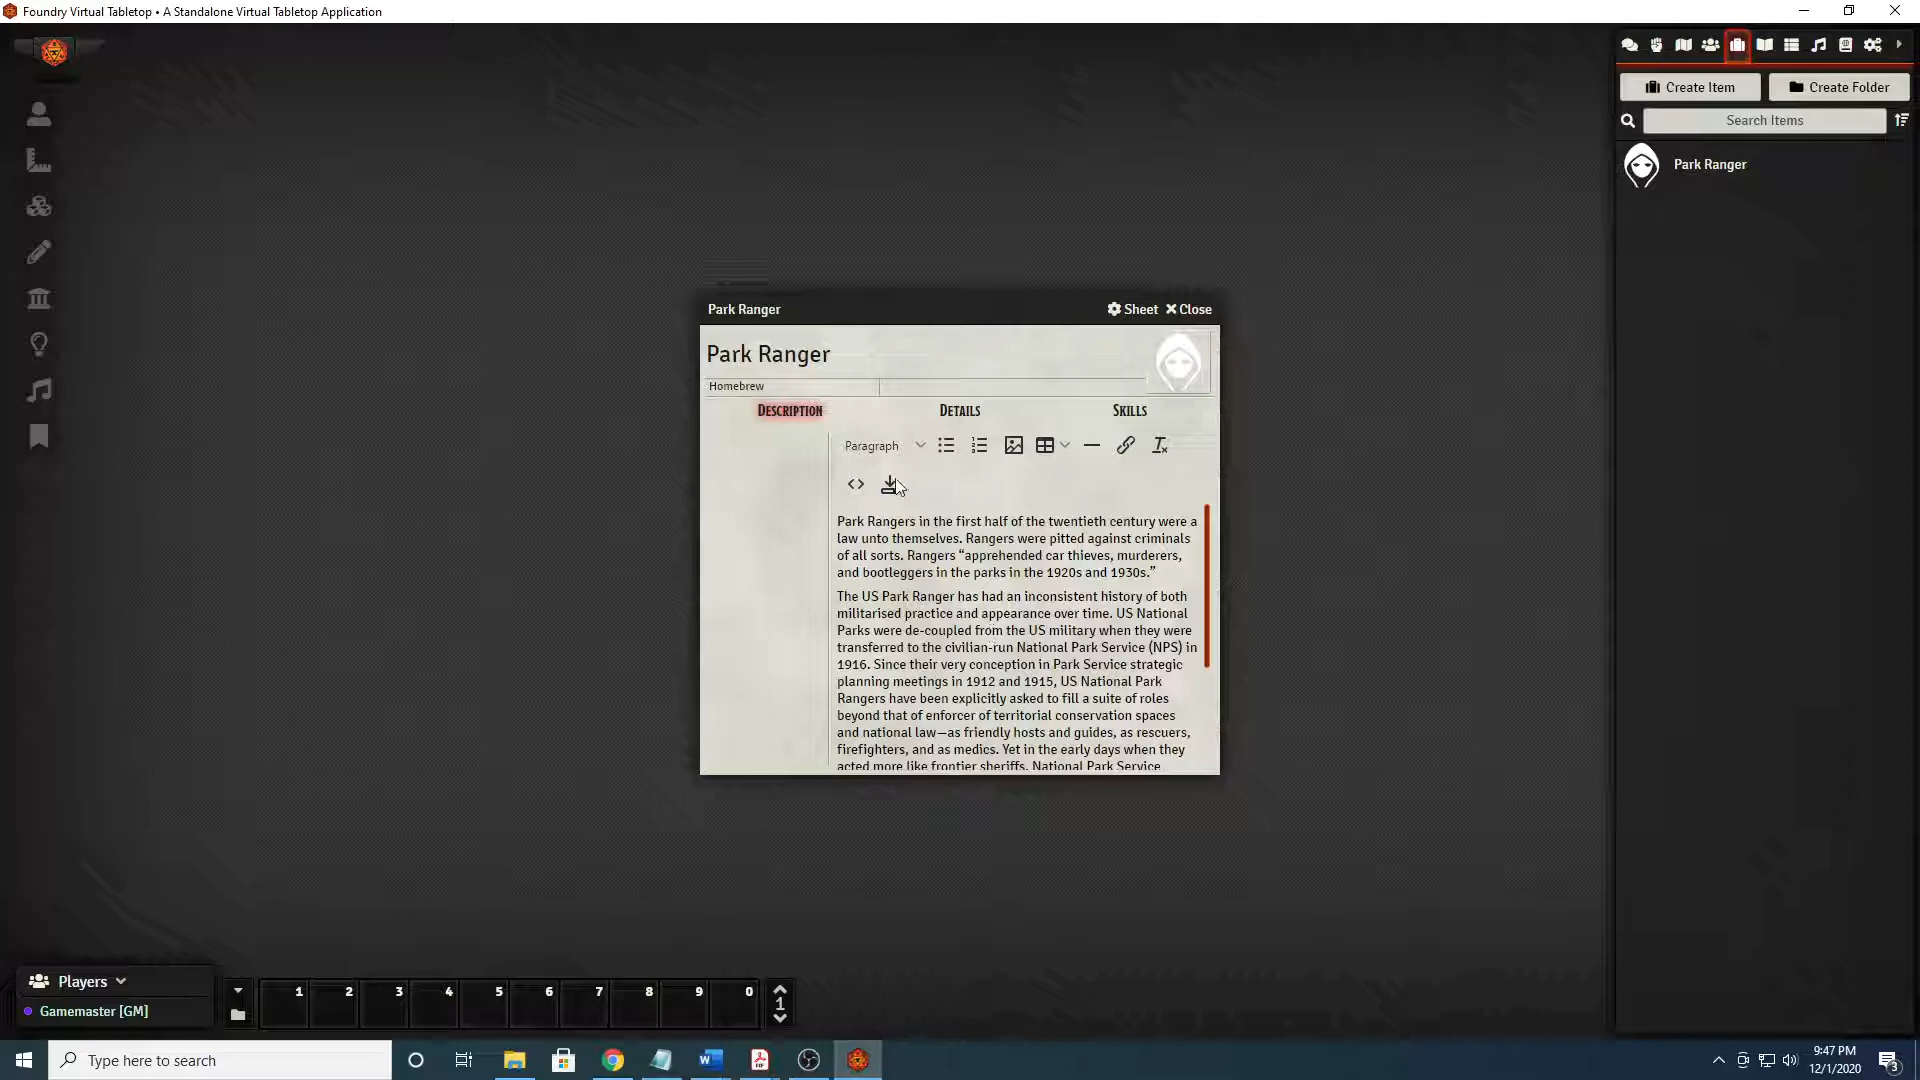 Foundry Virtual Tabletop • A Standalone Virtual Tabletop Application
Create Item
Create Folder
Search Items
Park Ranger
Park Ranger
Sheet
Close
Park Ranger
Homebrew
Description
Details
Skills
Paragraph
Park Rangers in the first half of the twentieth century were a
law unto themselves. Rangers were pitted against criminals
of all sorts. Rangers “apprehended car thieves, murderers,
and bootleggers in the parks in the 1920s and 1930s.”
The US Park Ranger has had an inconsistent history of both
militarised practice and appearance over time. US National
Parks were de-coupled from the US military when they were
transferred to the civilian-run National Park Service (NPS) in
1916. Since their very conception in Park Service strategic
planning meetings in 1912 and 1915, US National Park
Rangers have been explicitly asked to fill a suite of roles
beyond that of enforcer of territorial conservation spaces
and national law—as friendly hosts and guides, as rescuers,
firefighters, and as medics. Yet in the early days when they
acted more like frontier sheriffs, National Park Service
Players
Gamemaster [GM]
1 2 3 4 5 6 7 8 9 0
1
Type here to search
9:47 PM
12/1/2020
3